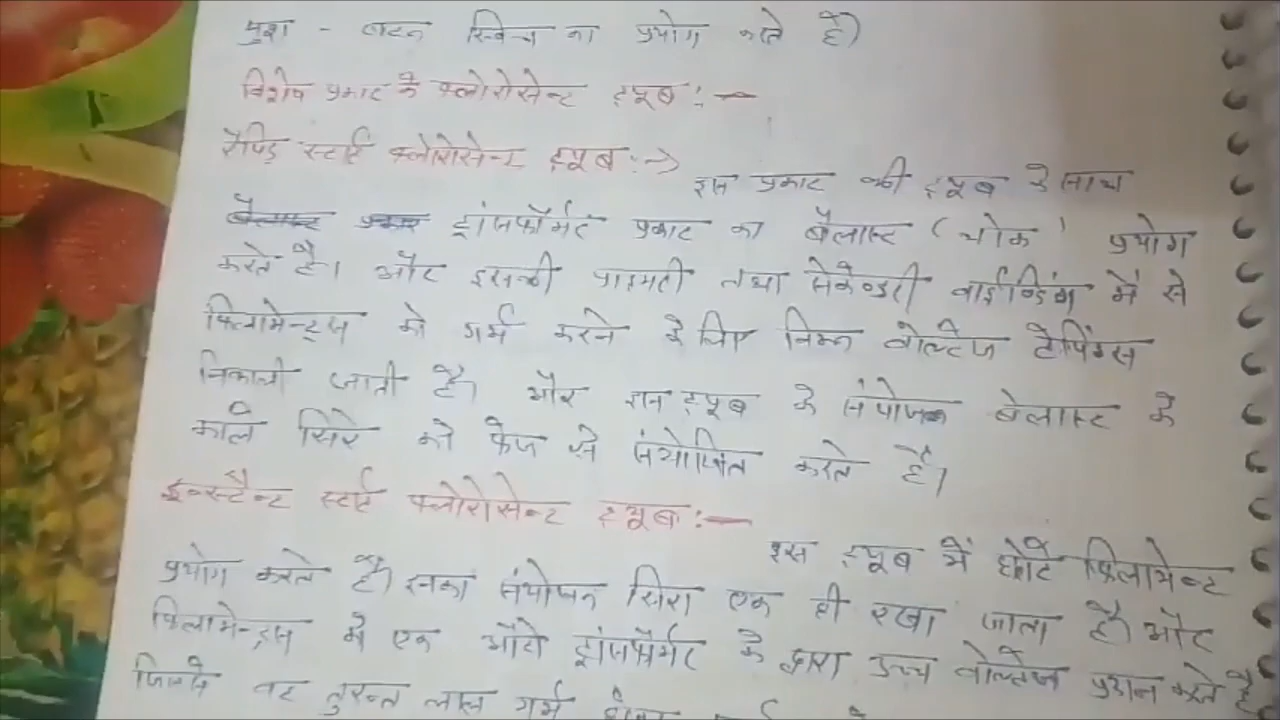 पुश - बटन स्विच का प्रयोग करते है।
विशेष प्रकार के फ्लोरोसेन्ट ट्यूब :—
रैपिड स्टार्ट फ्लोरोसेन्ट ट्यूब :->
इस प्रकार की ट्यूब के साथ
ट्रांसफॉर्मर प्रकार का बैलास्ट (चोक) प्रयोग
करते है। और इसकी प्राइमरी तथा सेकेण्डरी वाईण्डिंग में से
फिलामेन्ट्स को गर्म करने के लिए निम्न वोल्टेज टेपिंग्स
निकाली जाती है। और इन ट्यूब के संयोजन बेलास्ट के
काले सिरे को फेज से संयोजित करते है।
इन्स्टैन्ट स्टार्ट फ्लोरोसेन्ट ट्यूब :—
इस ट्यूब में छोटे फिलामेन्ट
प्रयोग करते है। इनका संयोजन सिरा एक ही रखा जाता है। और
फिलामेन्ट्स में एक ऑटो ट्रांसफॉर्मर के द्वारा उच्च वोल्टेज प्रदान करते है
जिससे वह तुरन्त लाल गर्म